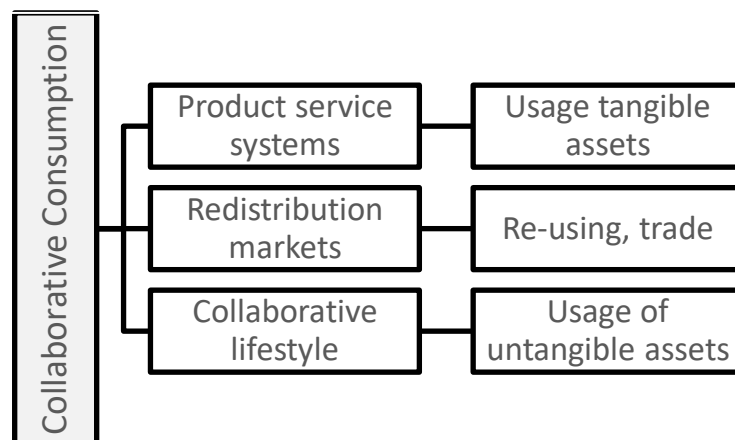 Collaborative Consumption
Product service
systems
Usage tangible
assets
Redistribution
markets
Re-using, trade
Collaborative
lifestyle
Usage of
untangible assets